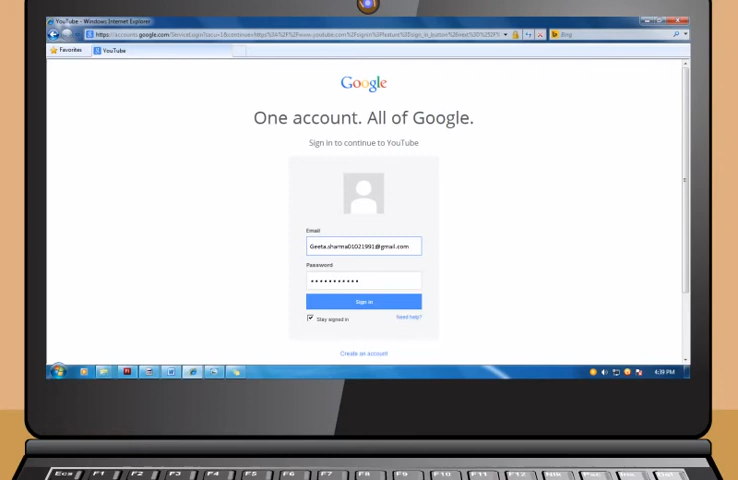 YouTube - Windows Internet Explorer
Bing
Favorites
YouTube
Google
One account. All of Google.
Sign in to continue to YouTube
Email
Geeta.sharma01021991@gmail.com
Password
Sign in
Stay signed in
Need help?
Create an account
4:39 PM
Esc F1 F2 F3 F4 F5 F6 F7 F8 F9 F10 F11 F12